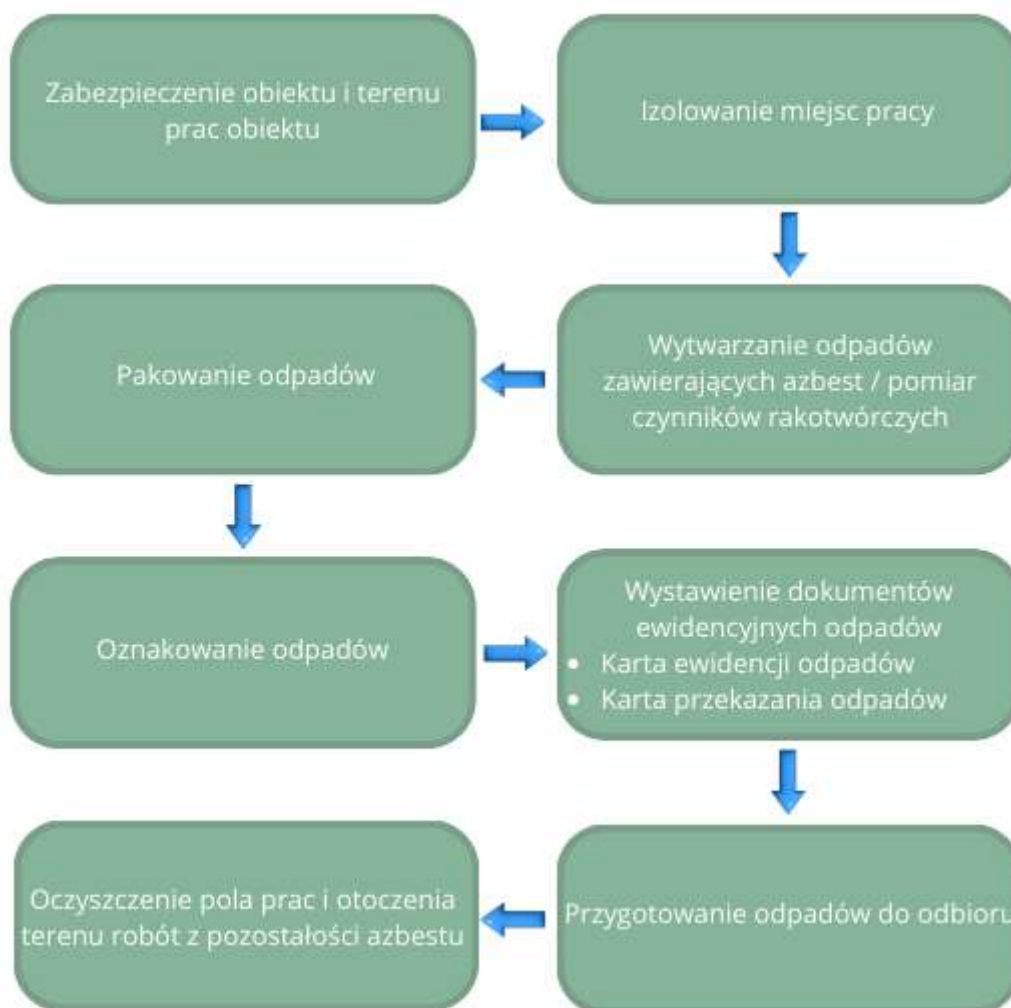 Zabezpieczenie obiektu i terenu
prac obiektu
Izolowanie miejsc pracy
Wytwarzanie odpadów
zawierających azbest / pomiar
czynników rakotwórczych
Pakowanie odpadów
Oznakowanie odpadów
Wystawienie dokumentów
ewidencyjnych odpadów
• Karta ewidencji odpadów
• Karta przekazania odpadów
Przygotowanie odpadów do odbioru
Oczyszczenie pola prac i otoczenia
terenu robót z pozostałości azbestu